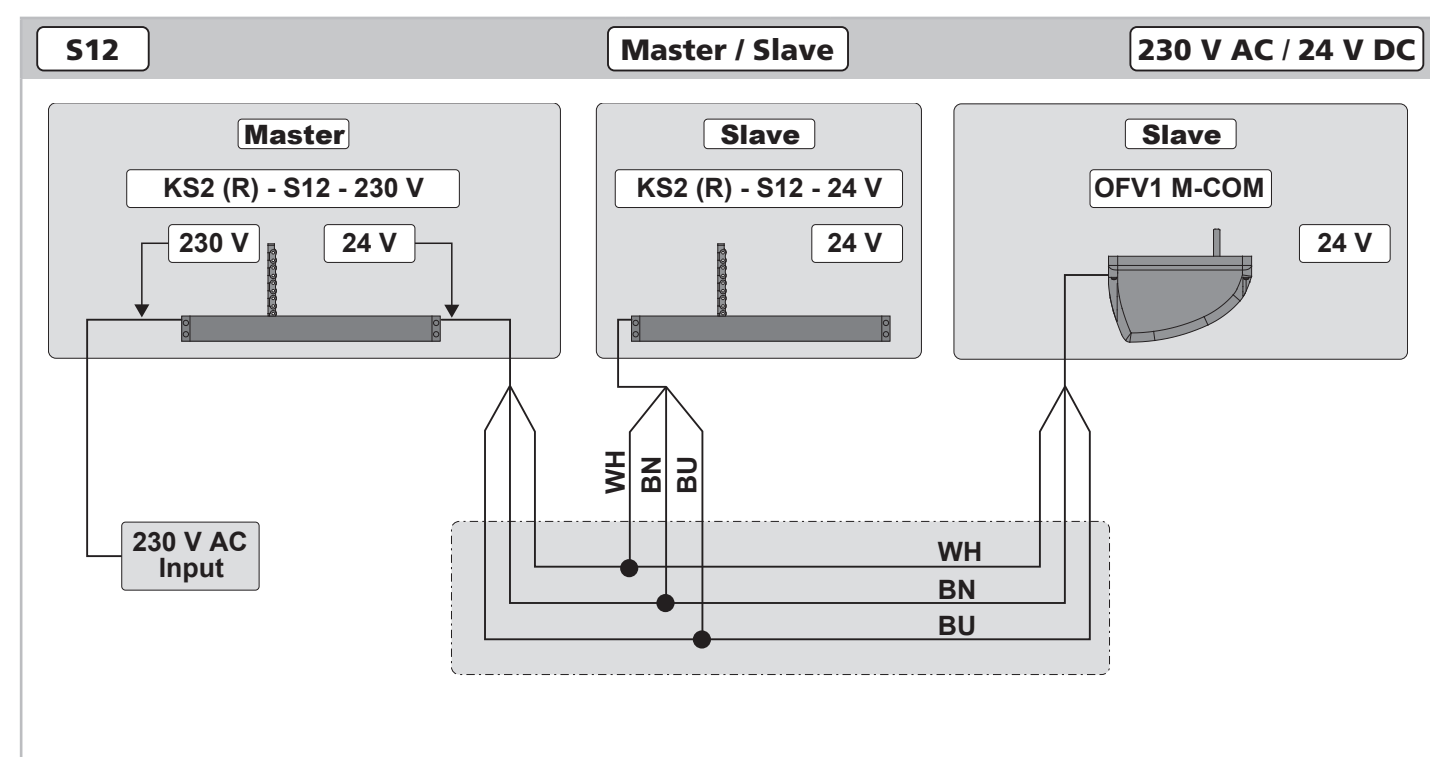 S12
Master / Slave
230 V AC / 24 V DC
Master
KS2 (R) - S12 - 230 V
230 V
24 V
Slave
KS2 (R) - S12 - 24 V
24 V
Slave
OFV1 M-COM
24 V
230 V AC
Input
WH
BN
BU
WH
BN
BU